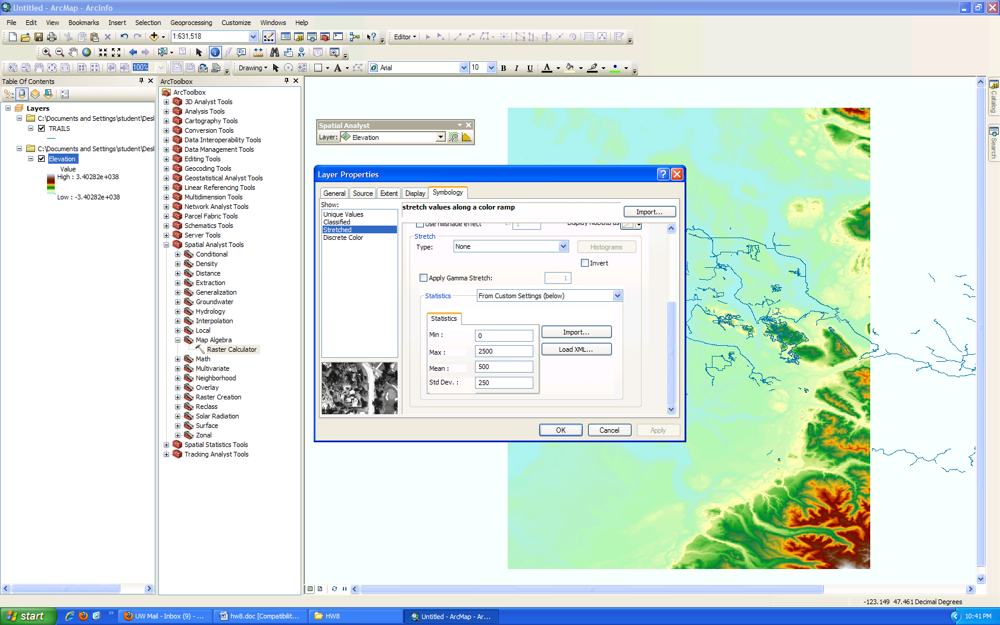 Untitled - ArcMap - ArcInfo
File Edit View Bookmarks Insert Selection Geoprocessing Customize Windows Help
1:631,518
Editor
100%
Drawing
A
Arial
10
B I U A
Table Of Contents
ArcToolbox
Layers
C:\Documents and Settings\student\Desl
TRAILS
C:\Documents and Settings\student\Desl
Elevation
Value
High : 3.40282e+038
Low : -3.40282e+038
ArcToolbox
3D Analyst Tools
Analysis Tools
Cartography Tools
Conversion Tools
Data Interoperability Tools
Data Management Tools
Editing Tools
Geocoding Tools
Geostatistical Analyst Tools
Linear Referencing Tools
Multidimension Tools
Network Analyst Tools
Parcel Fabric Tools
Schematics Tools
Server Tools
Spatial Analyst Tools
Conditional
Density
Distance
Extraction
Generalization
Groundwater
Hydrology
Interpolation
Local
Map Algebra
Raster Calculator
Math
Multivariate
Neighborhood
Overlay
Raster Creation
Reclass
Solar Radiation
Surface
Zonal
Spatial Statistics Tools
Tracking Analyst Tools
Spatial Analyst
Layer: Elevation
Layer Properties
General Source Extent Display Symbology
Show:
Unique Values
Classified
Stretched
Discrete Color
stretch values along a color ramp
Import...
Use hillshade effect Z: 1 Display NoData as
Stretch
Type: None Histograms
Invert
Apply Gamma Stretch: 1
Statistics From Custom Settings (below)
Statistics
Min : 0 Import...
Max : 2500 Load XML...
Mean : 500
Std Dev. : 250
OK Cancel Apply
Catalog
Search
-123.149 47.461 Decimal Degrees
start
UW Mail - Inbox (9) - ...
hw8.doc [Compatibilit...
HW8
Untitled - ArcMap - Ar...
10:41 PM